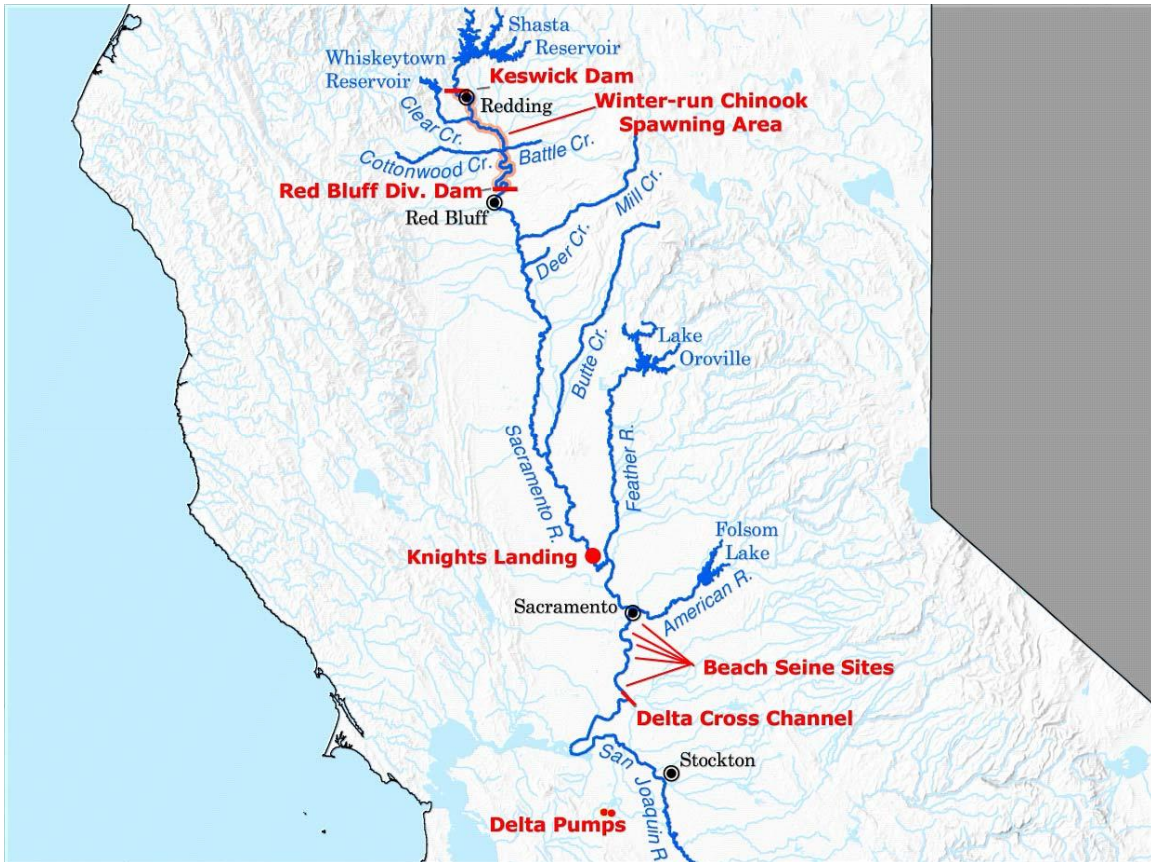 Shasta
Reservoir
Whiskeytown
Reservoir
Keswick Dam
Redding
Winter-run Chinook
Spawning Area
Clear Cr.
Cottonwood Cr.
Battle Cr.
Mill Cr.
Red Bluff Div. Dam
Red Bluff
Deer Cr.
Butte Cr.
Lake
Oroville
Sacramento R.
Feather R.
Knights Landing
Folsom
Lake
Sacramento
American R.
Beach Seine Sites
Delta Cross Channel
San Joaquin R.
Stockton
Delta Pumps